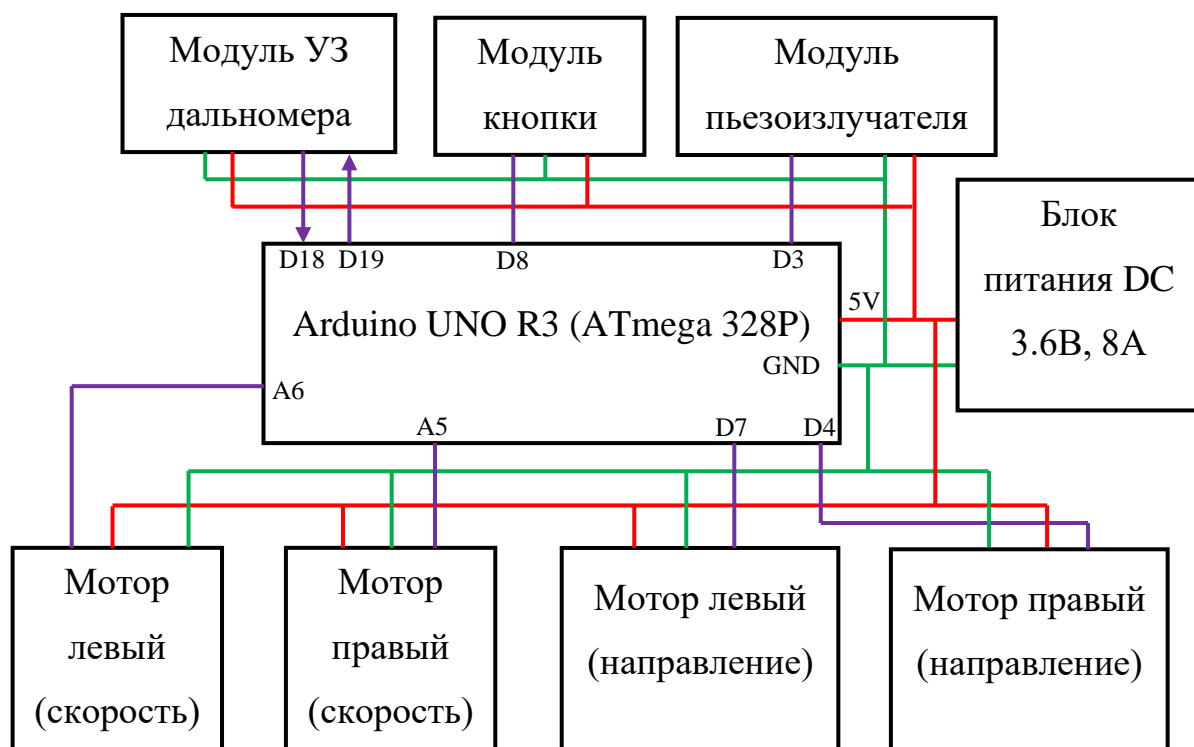 Модуль УЗ
дальномера
Модуль
кнопки
Модуль
пьезоизлучателя
Блок
питания DC
3.6В, 8А
D18
D19
D8
D3
5V
Arduino UNO R3 (ATmega 328P)
GND
A6
A5
D7
D4
Мотор
левый
(скорость)
Мотор
правый
(скорость)
Мотор левый
(направление)
Мотор правый
(направление)